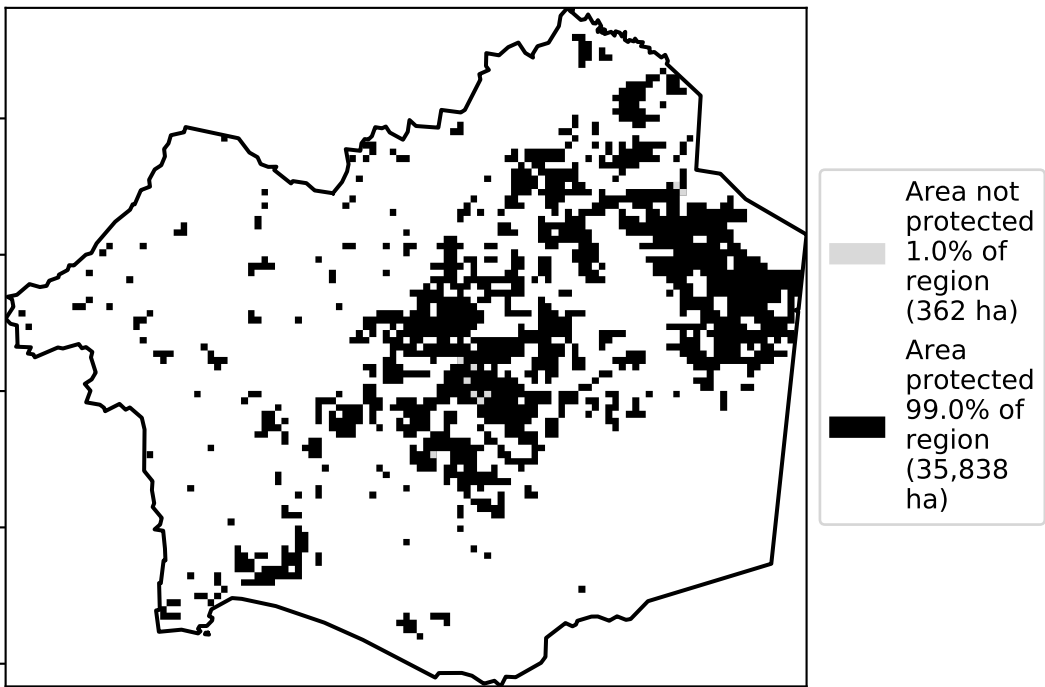 Area not
protected
1.0% of
region
(362 ha)
Area
protected
99.0% of
region
(35,838
ha)